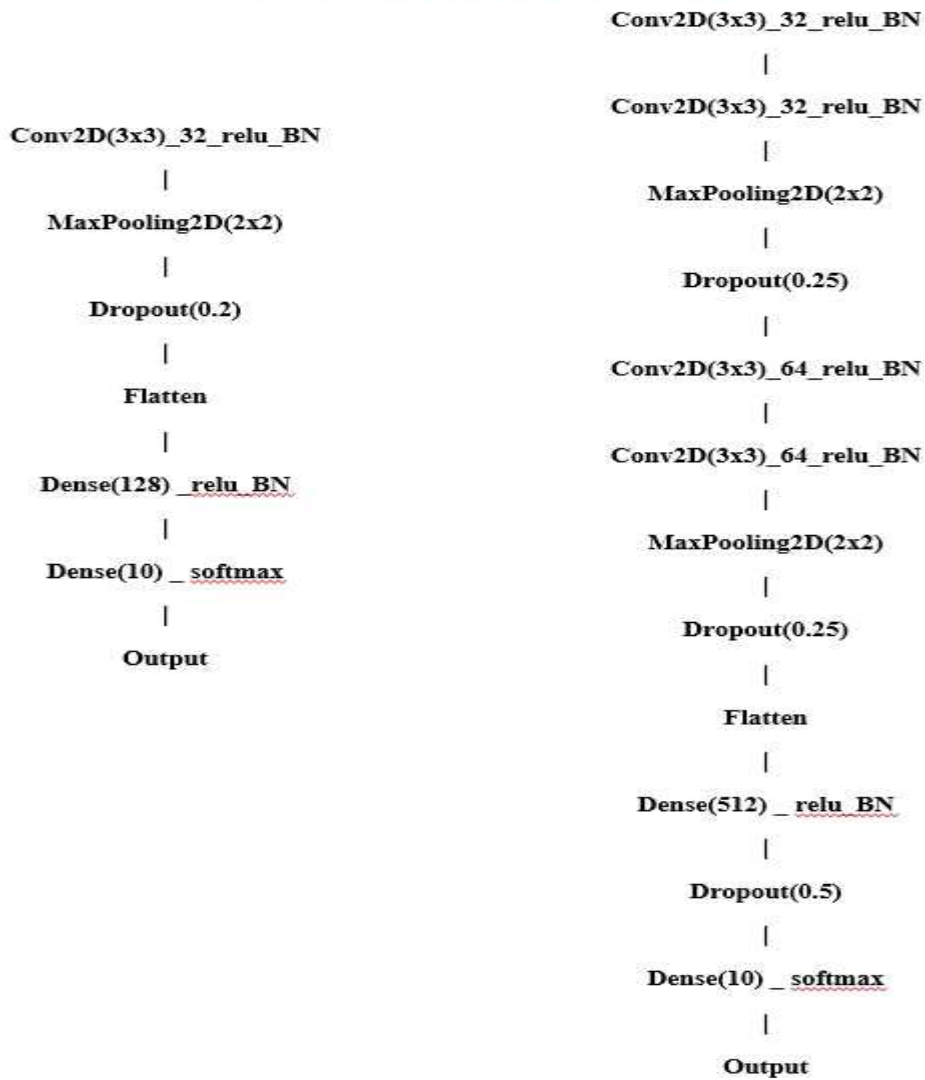 Conv2D(3x3)_32_relu_BN
|
MaxPooling2D(2x2)
|
Dropout(0.2)
|
Flatten
|
Dense(128) _relu_BN
|
Dense(10) _ softmax
|
Output
Conv2D(3x3)_32_relu_BN
|
Conv2D(3x3)_32_relu_BN
|
MaxPooling2D(2x2)
|
Dropout(0.25)
|
Conv2D(3x3)_64_relu_BN
|
Conv2D(3x3)_64_relu_BN
|
MaxPooling2D(2x2)
|
Dropout(0.25)
|
Flatten
|
Dense(512) _ relu_BN
|
Dropout(0.5)
|
Dense(10) _ softmax
|
Output